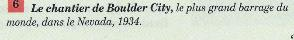 6 Le chantier de Boulder City, le plus grand barrage du
monde, dans le Nevada, 1934.